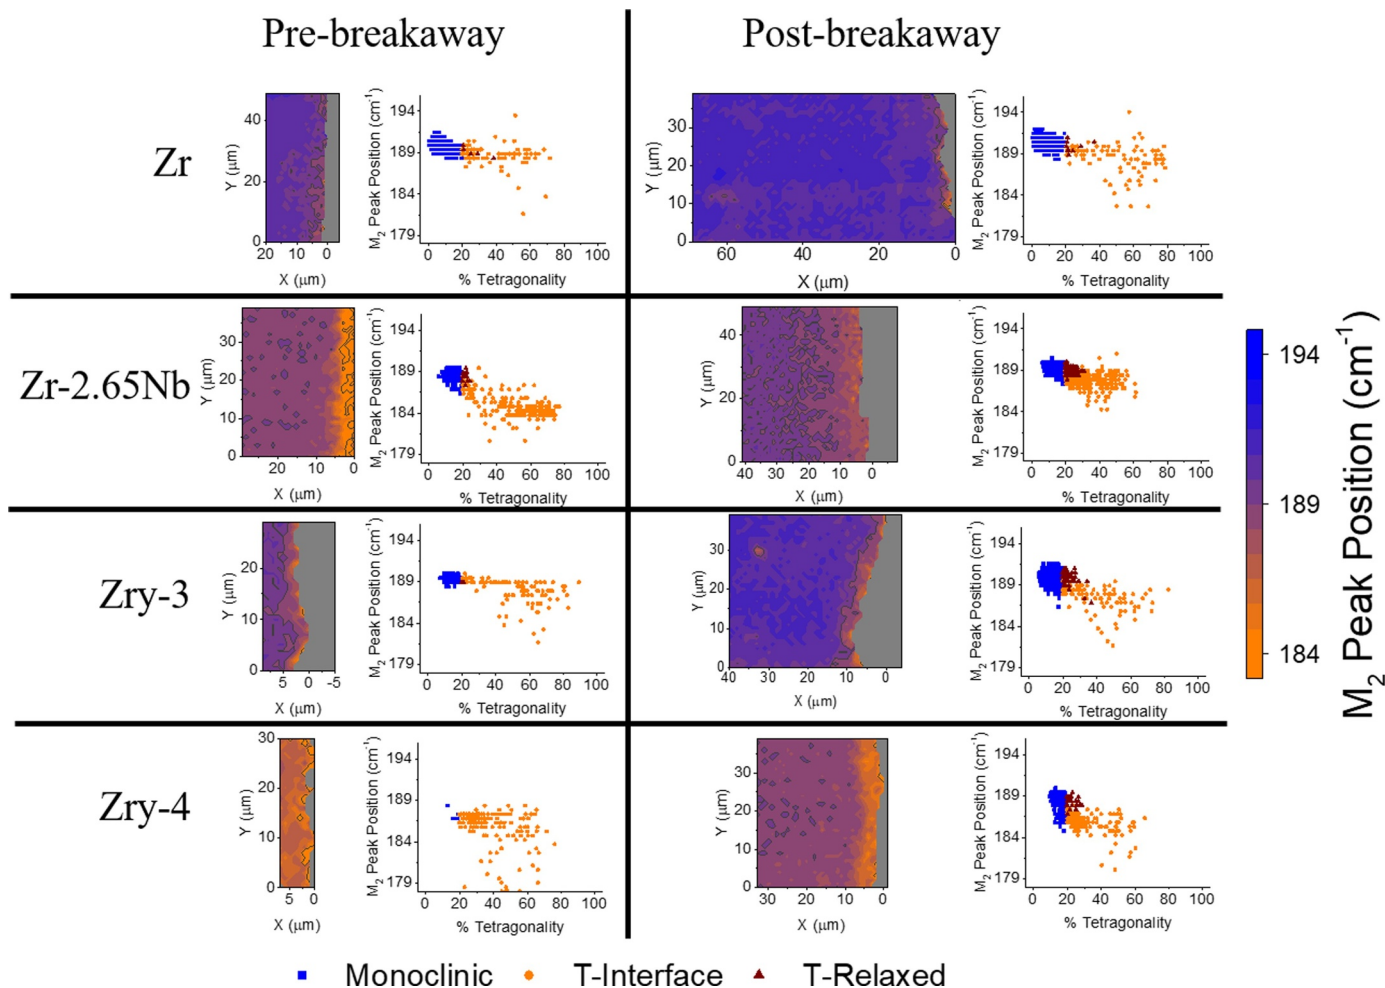 Pre-breakaway
Post-breakaway
Zr
Y (μm)
40
20
0
20 10 0
X (μm)
M₂ Peak Position (cm⁻¹)
194
189
184
179
0 20 40 60 80 100
% Tetragonality
Y (μm)
30
20
10
0
60 40 20 0
X (μm)
M₂ Peak Position (cm⁻¹)
194
189
184
179
0 20 40 60 80 100
% Tetragonality
Zr-2.65Nb
Y (μm)
30
20
10
0
20 10 0
X (μm)
M₂ Peak Position (cm⁻¹)
194
189
184
179
0 20 40 60 80 100
% Tetragonality
Y (μm)
40
20
0
40 30 20 10 0
X (μm)
M₂ Peak Position (cm⁻¹)
194
189
184
179
0 20 40 60 80 100
% Tetragonality
Zry-3
Y (μm)
20
10
0
5 0 -5
X (μm)
M₂ Peak Position (cm⁻¹)
194
189
184
179
0 20 40 60 80 100
% Tetragonality
Y (μm)
30
20
10
0
40 30 20 10 0
X (μm)
M₂ Peak Position (cm⁻¹)
194
189
184
179
0 20 40 60 80 100
% Tetragonality
Zry-4
Y (μm)
30
20
10
0
5 0
X (μm)
M₂ Peak Position (cm⁻¹)
194
189
184
179
0 20 40 60 80 100
% Tetragonality
Y (μm)
30
20
10
0
30 20 10 0
X (μm)
M₂ Peak Position (cm⁻¹)
194
189
184
179
0 20 40 60 80 100
% Tetragonality
194
189
184
M₂ Peak Position (cm⁻¹)
Monoclinic T-Interface T-Relaxed